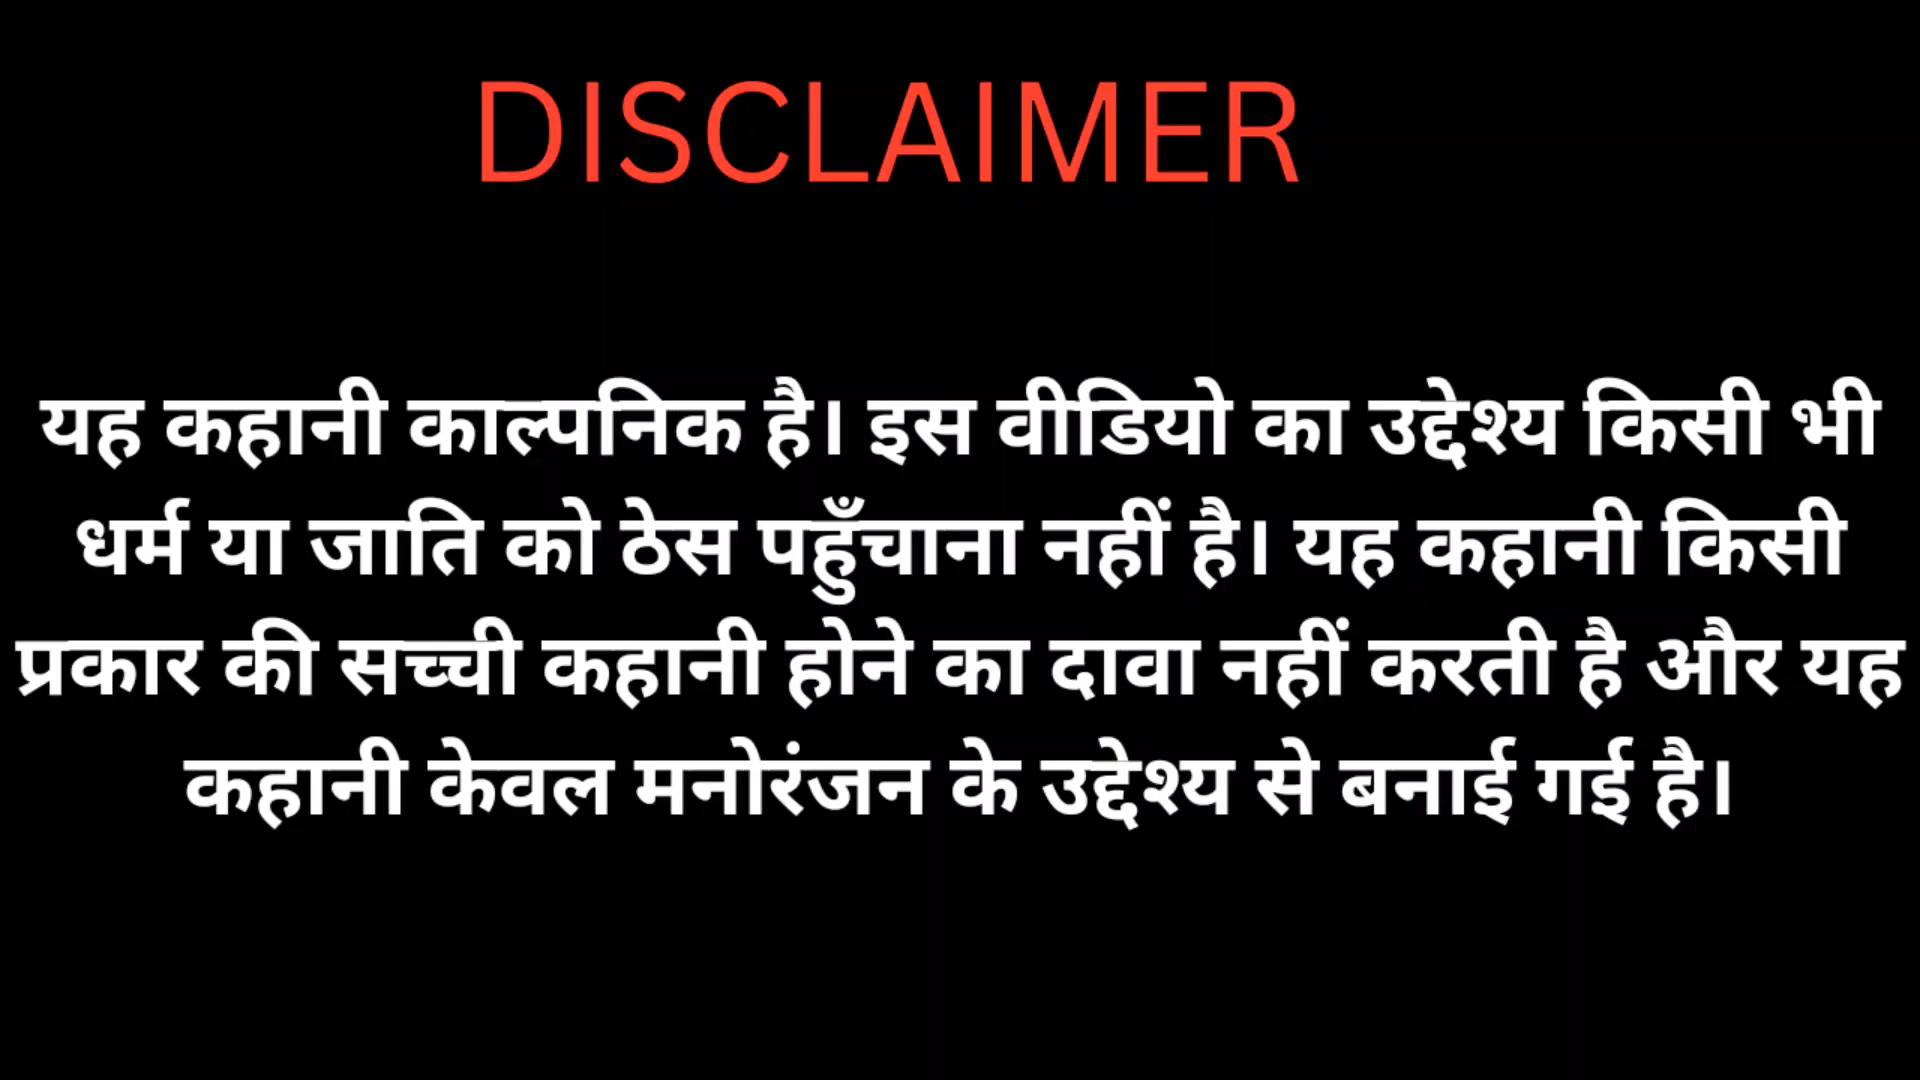 DISCLAIMER
यह कहानी काल्पनिक है। इस वीडियो का उद्देश्य किसी भी
धर्म या जाति को ठेस पहुँचाना नहीं है। यह कहानी किसी
प्रकार की सच्ची कहानी होने का दावा नहीं करती है और यह
कहानी केवल मनोरंजन के उद्देश्य से बनाई गई है।